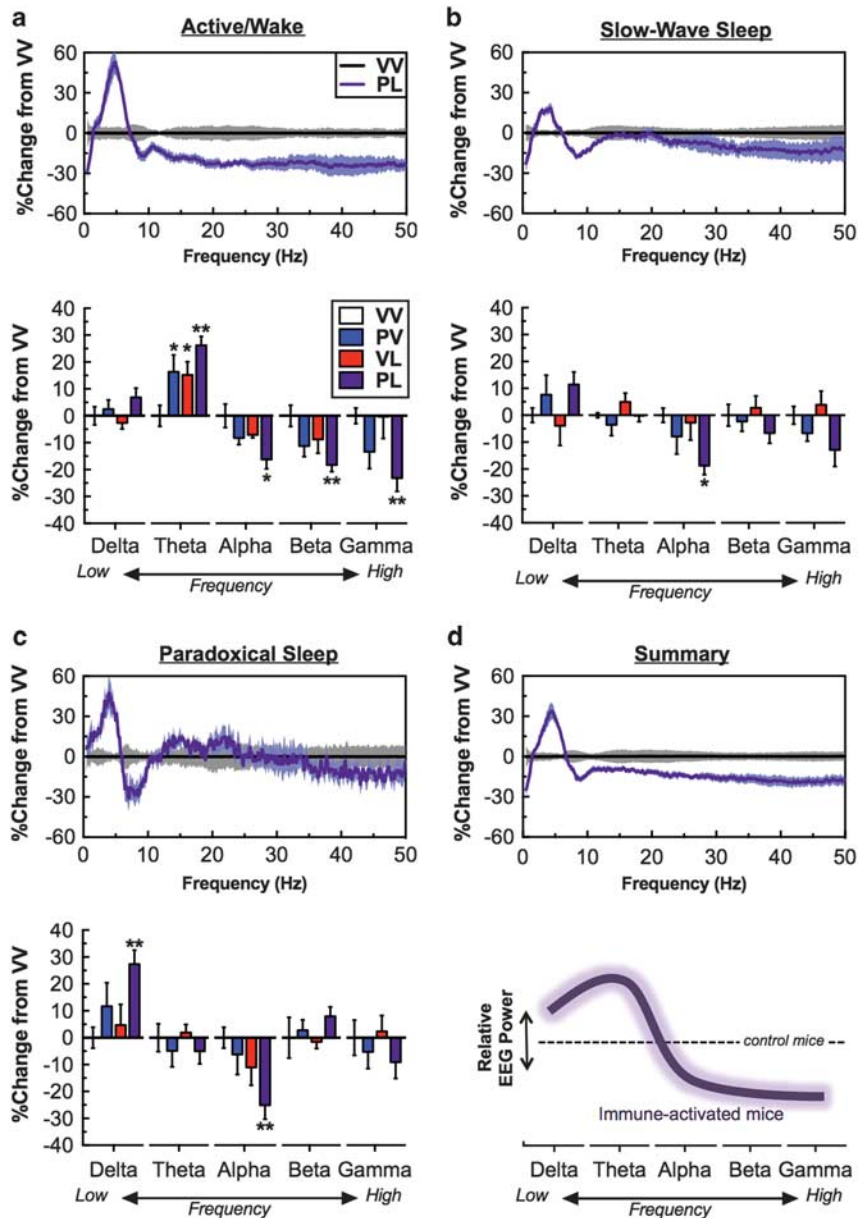 a
Active/Wake
%Change from VV
60
30
0
-30
-60
VV
PL
0 10 20 30 40 50
Frequency (Hz)
%Change from VV
40
30
20
10
0
-10
-20
-30
-40
VV
PV
VL
PL
* * **
*
**
**
Delta Theta Alpha Beta Gamma
Low Frequency High
b
Slow-Wave Sleep
%Change from VV
60
30
0
-30
-60
0 10 20 30 40 50
Frequency (Hz)
%Change from VV
40
30
20
10
0
-10
-20
-30
-40
*
Delta Theta Alpha Beta Gamma
Low Frequency High
c
Paradoxical Sleep
%Change from VV
60
30
0
-30
-60
0 10 20 30 40 50
Frequency (Hz)
%Change from VV
40
30
20
10
0
-10
-20
-30
-40
**
**
Delta Theta Alpha Beta Gamma
Low Frequency High
d
Summary
%Change from VV
60
30
0
-30
-60
0 10 20 30 40 50
Frequency (Hz)
Relative
EEG Power
control mice
Immune-activated mice
Delta Theta Alpha Beta Gamma
Low Frequency High